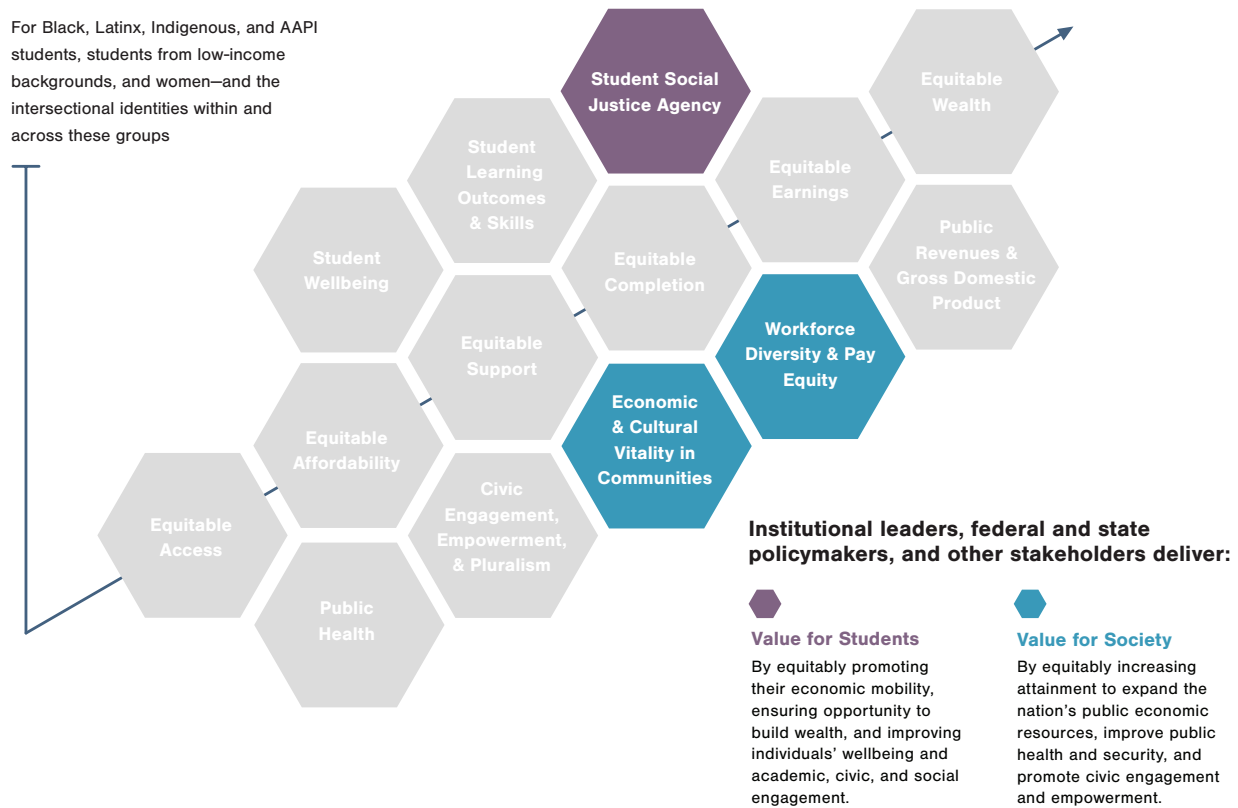 For Black, Latinx, Indigenous, and AAPI
students, students from low-income
backgrounds, and women—and the
intersectional identities within and
across these groups
Student Social
Justice Agency
Equitable
Wealth
Student
Learning
Outcomes
& Skills
Equitable
Earnings
Student
Wellbeing
Equitable
Completion
Public
Revenues &
Gross Domestic
Product
Equitable
Support
Workforce
Diversity & Pay
Equity
Equitable
Affordability
Economic
& Cultural
Vitality in
Communities
Equitable
Access
Civic
Engagement,
Empowerment,
& Pluralism
Public
Health
Institutional leaders, federal and state
policymakers, and other stakeholders deliver:
Value for Students
By equitably promoting
their economic mobility,
ensuring opportunity to
build wealth, and improving
individuals’ wellbeing and
academic, civic, and social
engagement.
Value for Society
By equitably increasing
attainment to expand the
nation’s public economic
resources, improve public
health and security, and
promote civic engagement
and empowerment.